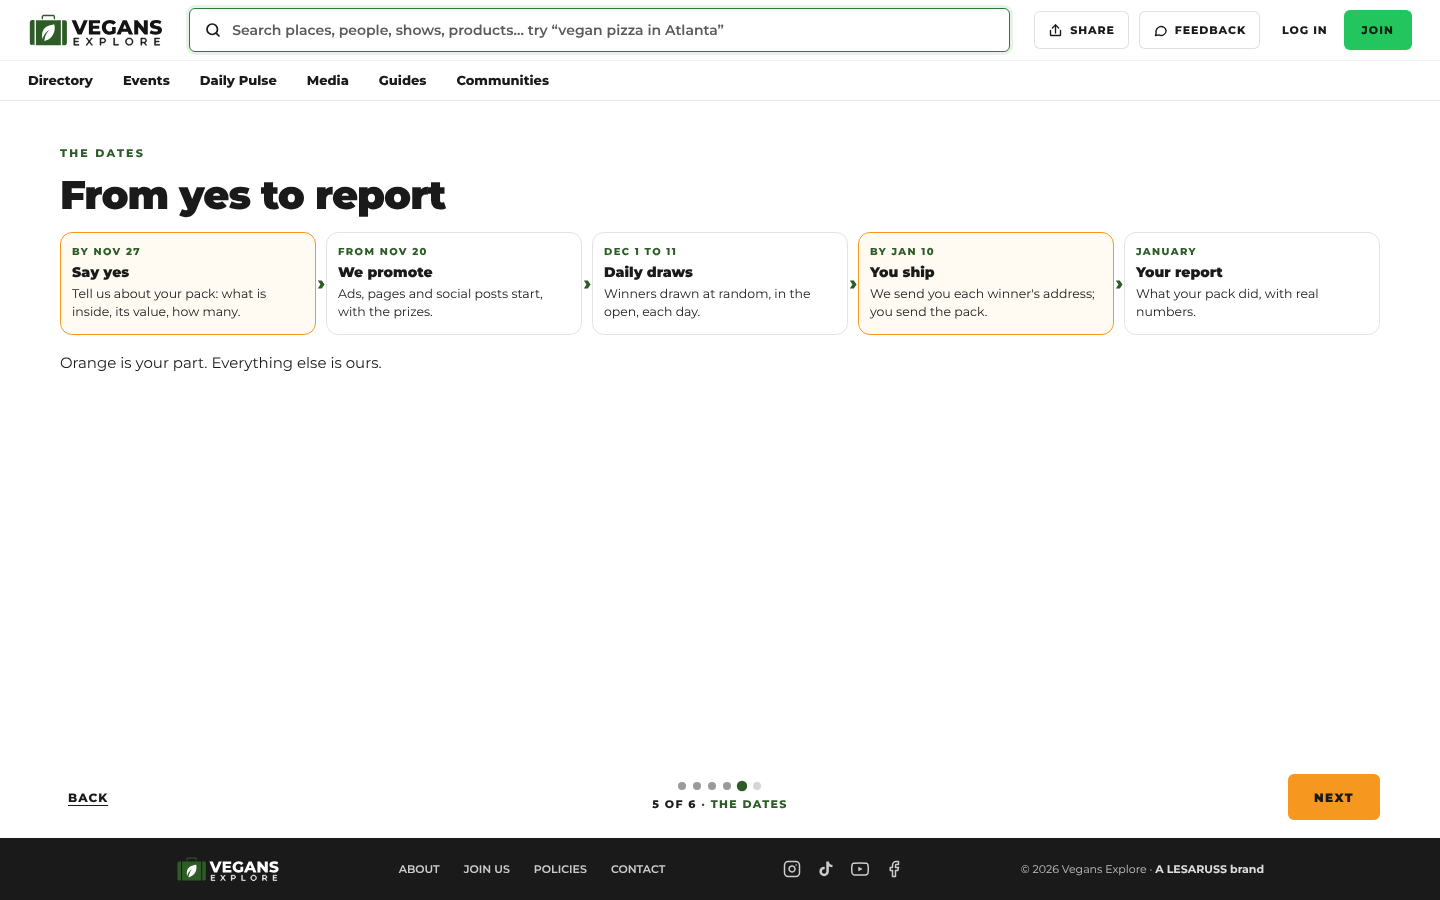 VEGANS
EXPLORE
Search places, people, shows, products... try “vegan pizza in Atlanta”
SHARE
FEEDBACK
LOG IN
JOIN
Directory
Events
Daily Pulse
Media
Guides
Communities
THE DATES
From yes to report
BY NOV 27
Say yes
Tell us about your pack: what is
inside, its value, how many.
›
FROM NOV 20
We promote
Ads, pages and social posts start,
with the prizes.
›
DEC 1 TO 11
Daily draws
Winners drawn at random, in the
open, each day.
›
BY JAN 10
You ship
We send you each winner's address;
you send the pack.
›
JANUARY
Your report
What your pack did, with real
numbers.
Orange is your part. Everything else is ours.
BACK
5 OF 6 · THE DATES
NEXT
VEGANS
EXPLORE
ABOUT
JOIN US
POLICIES
CONTACT
© 2026 Vegans Explore · A LESARUSS brand